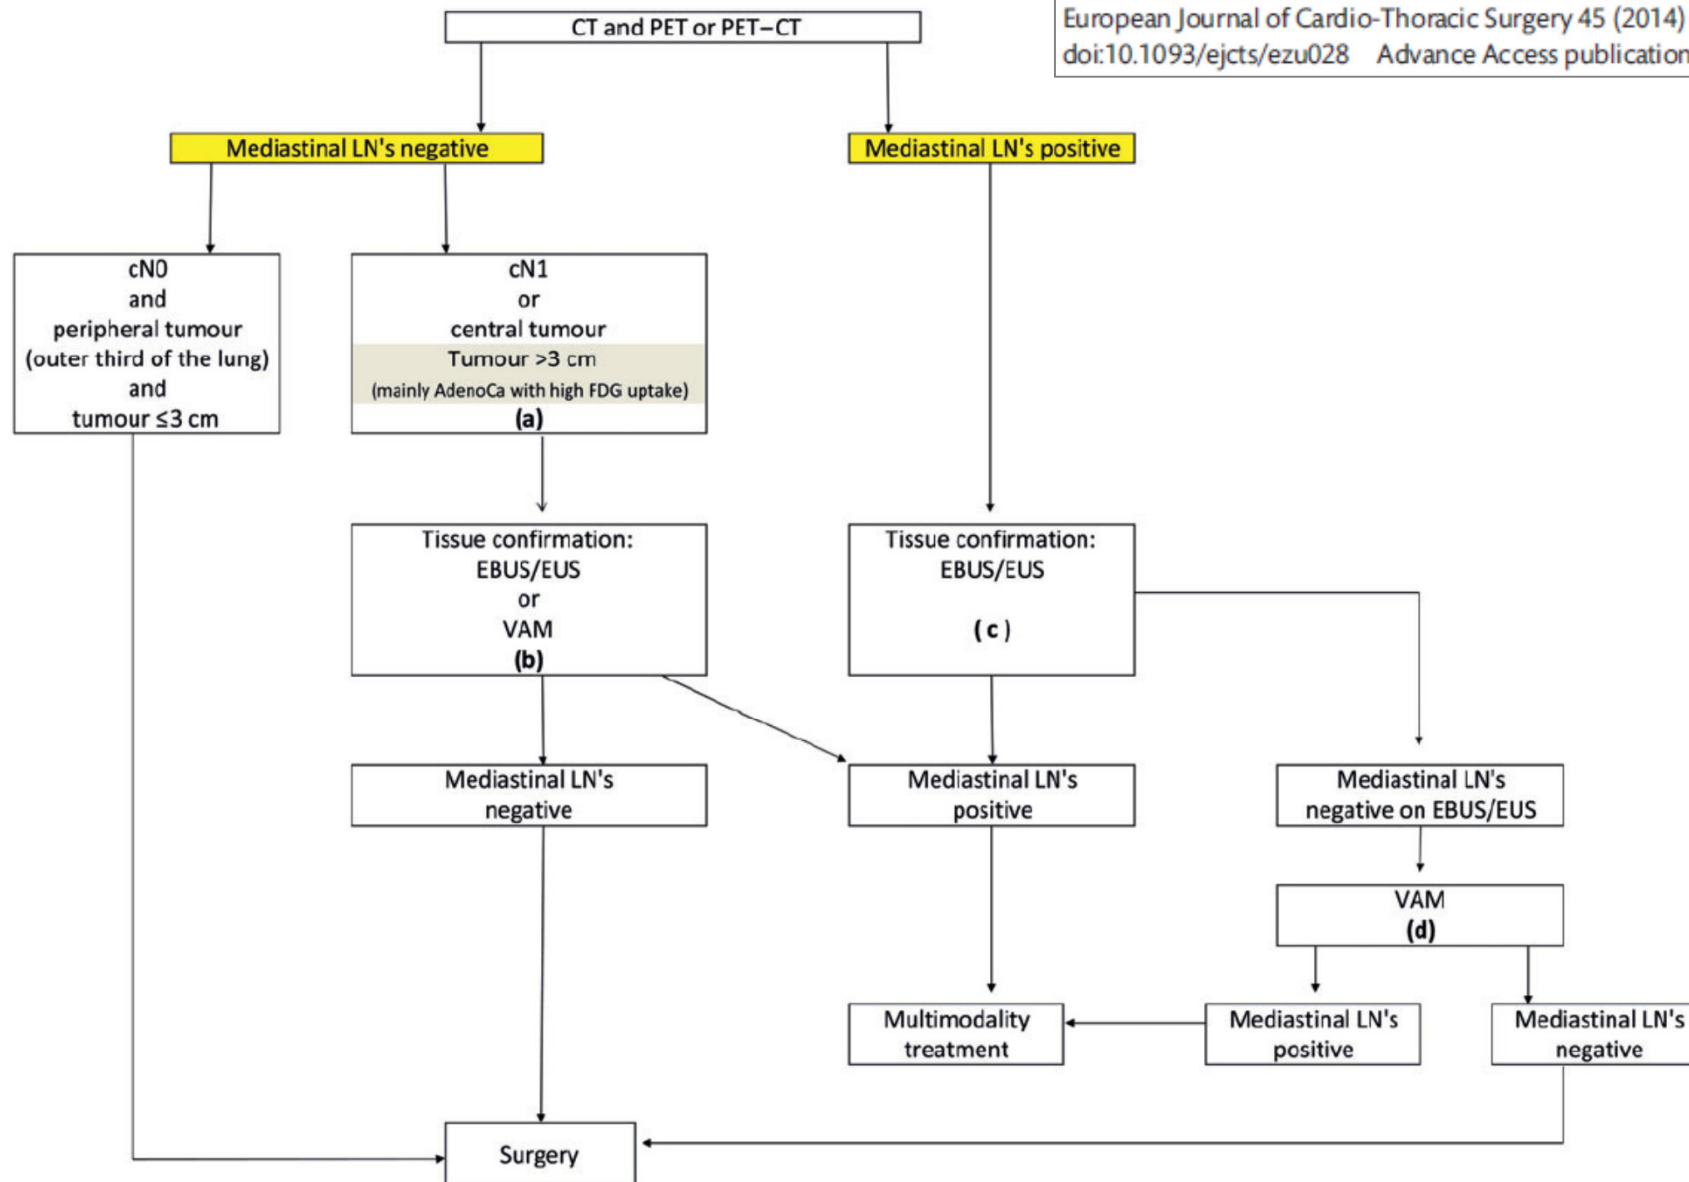 CT and PET or PET–CT
European Journal of Cardio-Thoracic Surgery 45 (2014)
doi:10.1093/ejcts/ezu028 Advance Access publication
Mediastinal LN's negative
Mediastinal LN's positive
cN0
and
peripheral tumour
(outer third of the lung)
and
tumour ≤3 cm
cN1
or
central tumour
Tumour >3 cm
(mainly AdenoCa with high FDG uptake)
(a)
Tissue confirmation:
EBUS/EUS
or
VAM
(b)
Tissue confirmation:
EBUS/EUS
( c )
Mediastinal LN's
negative
Mediastinal LN's
positive
Mediastinal LN's
negative on EBUS/EUS
VAM
(d)
Multimodality
treatment
Mediastinal LN's
positive
Mediastinal LN's
negative
Surgery